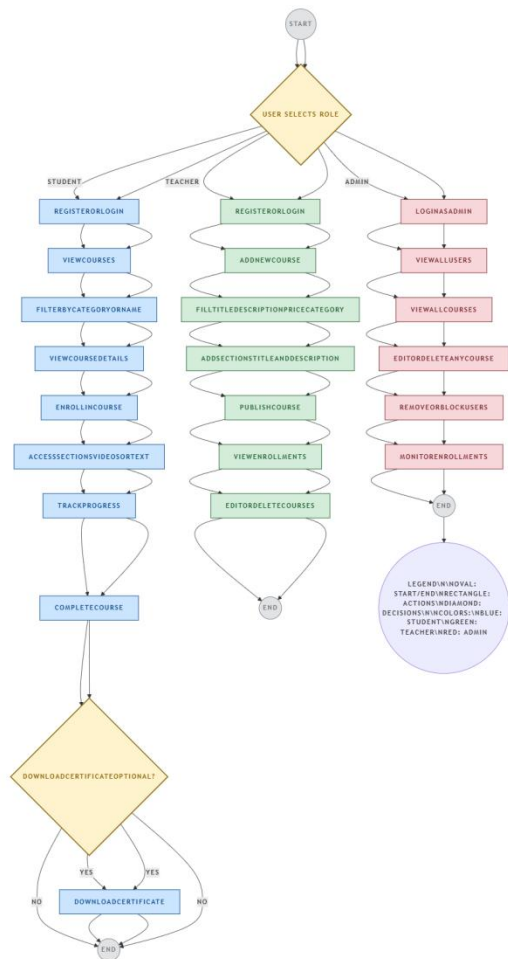 START
USER SELECTS ROLE
STUDENT
TEACHER
ADMIN
REGISTERORLOGIN
REGISTERORLOGIN
LOGINASADMIN
VIEWCOURSES
ADDNEWCOURSE
VIEWALLUSERS
FILTERBYCATEGORYORNAME
FILLTITLEDESCRIPTIONPRICECATEGORY
VIEWALLCOURSES
VIEWCOURSEDETAILS
ADDSECTIONSTITLEANDDESCRIPTION
EDITORDELETEANYCOURSE
ENROLLINCOURSE
PUBLISHCOURSE
REMOVEORBLOCKUSERS
ACCESSSECTIONSVIDEOSORTEXT
VIEWENROLLMENTS
MONITORENROLLMENTS
TRACKPROGRESS
EDITORDELETECOURSES
END
COMPLETECOURSE
END
LEGEND\N\NOVAL:
START/END\NRECTANGLE:
ACTIONS\NDIAMOND:
DECISIONS\N\NCOLORS:\NBLUE:
STUDENT\NGREEN:
TEACHER\NRED: ADMIN
DOWNLOADCERTIFICATEOPTIONAL?
YES
YES
NO
DOWNLOADCERTIFICATE
NO
END